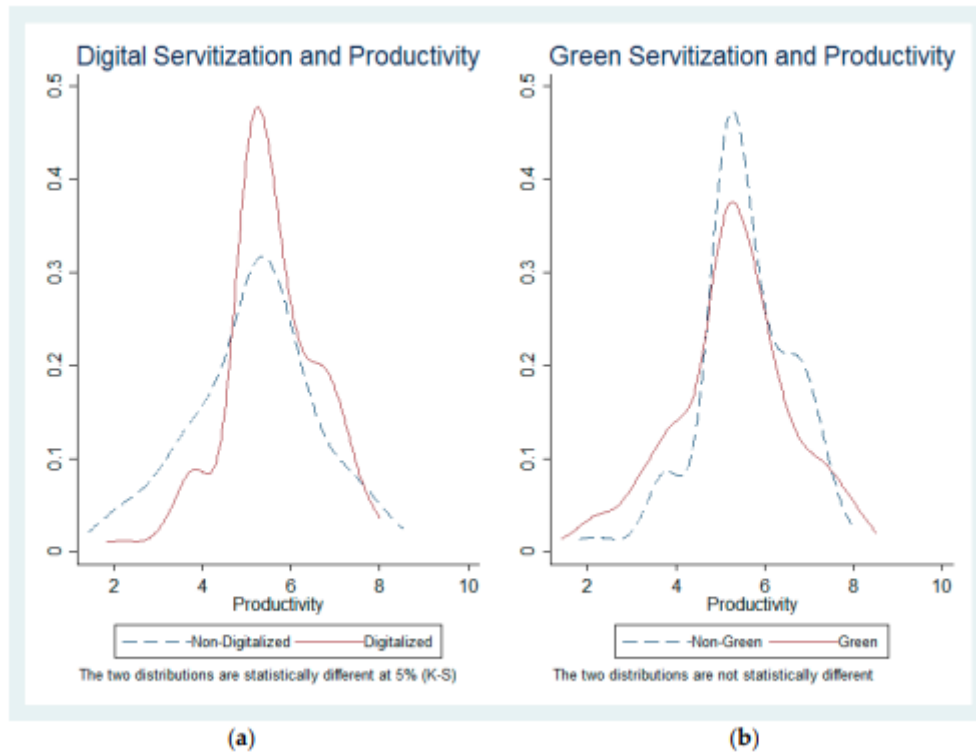 Digital Servitization and Productivity
0.5
0.4
0.3
0.2
0.1
0
2 4 6 8 10
Productivity
Non-Digitalized Digitalized
The two distributions are statistically different at 5% (K-S)
(a)
Green Servitization and Productivity
0.5
0.4
0.3
0.2
0.1
0
2 4 6 8 10
Productivity
Non-Green Green
The two distributions are not statistically different
(b)